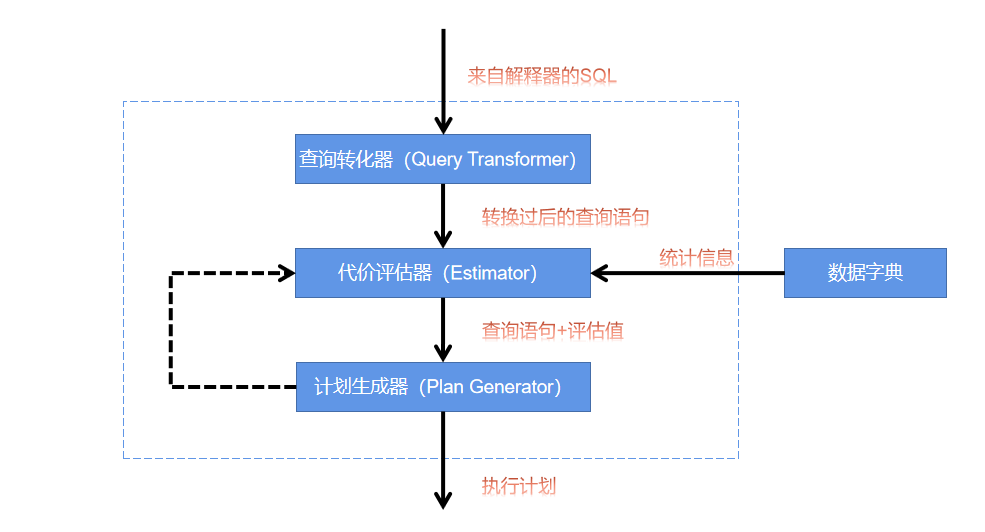 来自解释器的SQL
查询转化器（Query Transformer）
转换过后的查询语句
统计信息
代价评估器（Estimator）
数据字典
查询语句+评估值
计划生成器（Plan Generator）
执行计划